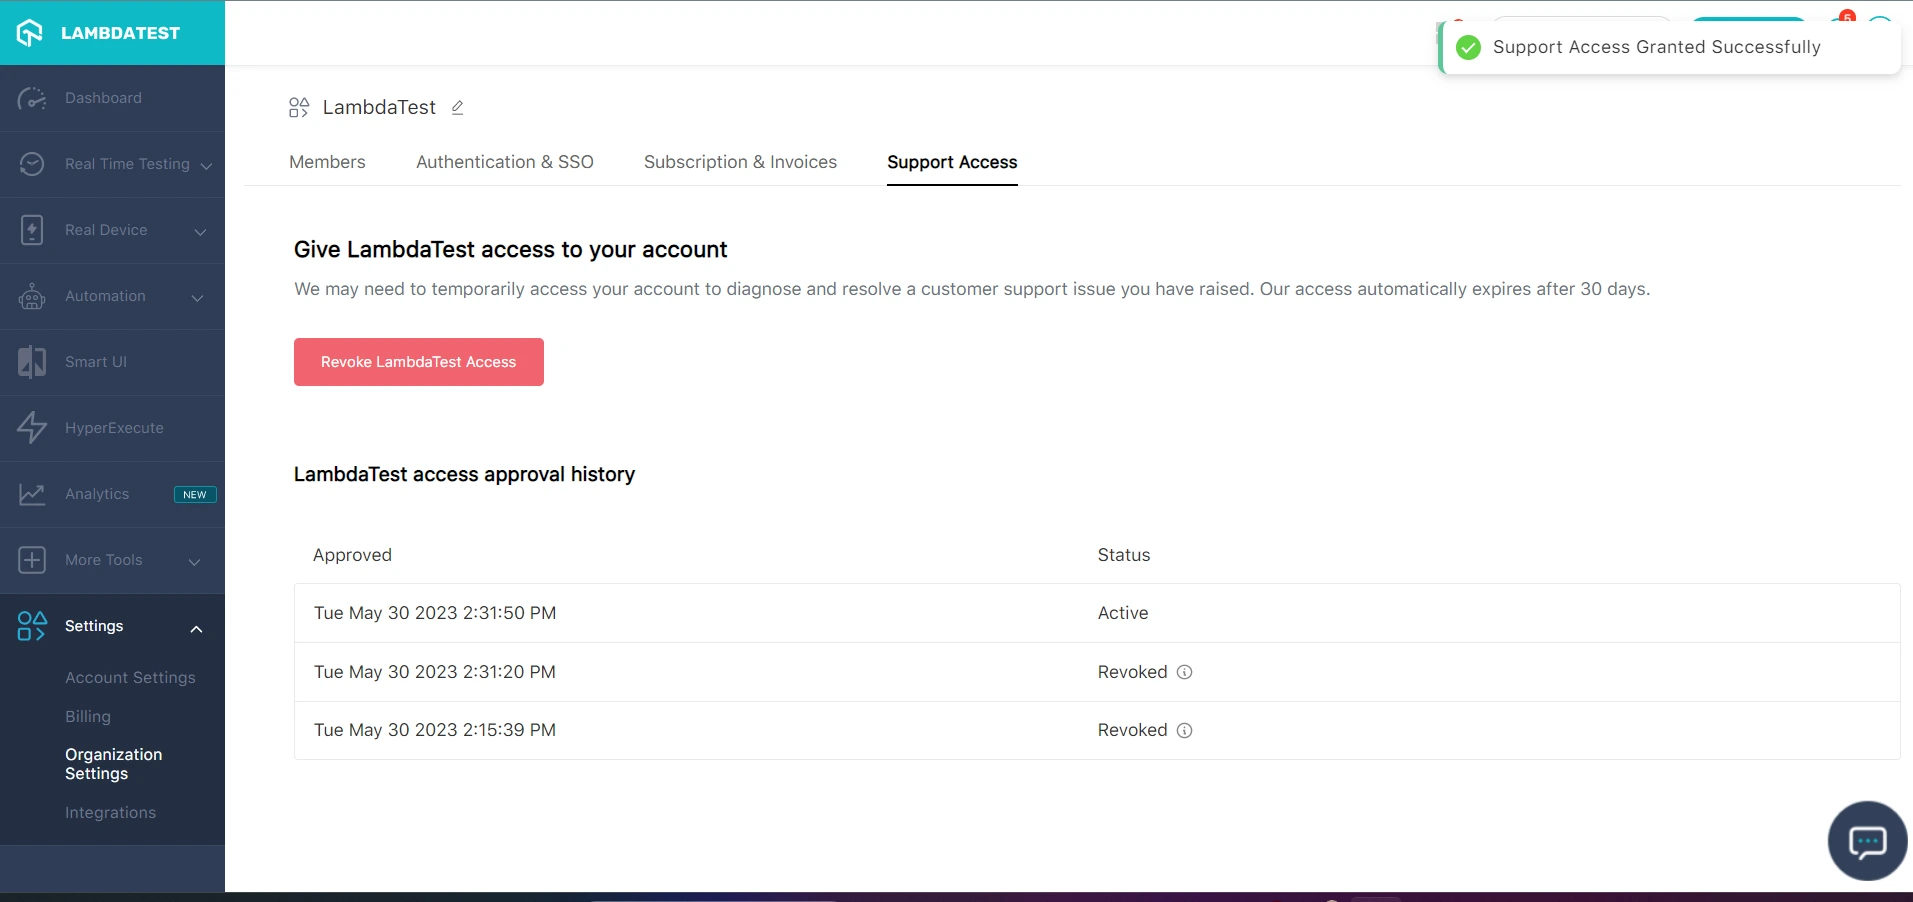 LAMBDATEST
5
Support Access Granted Successfully
Dashboard
Real Time Testing
Real Device
Automation
Smart UI
HyperExecute
Analytics NEW
More Tools
Settings
Account Settings
Billing
Organization
Settings
Integrations
LambdaTest
Members Authentication & SSO Subscription & Invoices Support Access
Give LambdaTest access to your account
We may need to temporarily access your account to diagnose and resolve a customer support issue you have raised. Our access automatically expires after 30 days.
Revoke LambdaTest Access
LambdaTest access approval history
Approved Status
Tue May 30 2023 2:31:50 PM Active
Tue May 30 2023 2:31:20 PM Revoked
Tue May 30 2023 2:15:39 PM Revoked